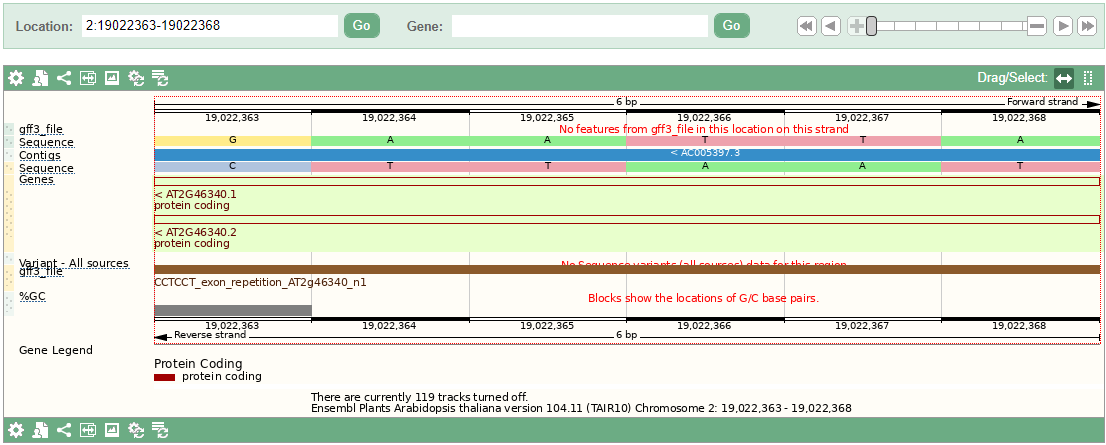 Location: 2:19022363-19022368 Go Gene: Go
Drag/Select:
6 bp Forward strand
19,022,363 19,022,364 19,022,365 19,022,366 19,022,367 19,022,368
gff3_file No features from gff3_file in this location on this strand
Sequence G A A T T A
Contigs < AC005397.3
Sequence C T T A A T
Genes
< AT2G46340.1
protein coding
< AT2G46340.2
protein coding
Variant - All sources No Sequence variants (all sources) data for this region
gff3_file
CCTCCT_exon_repetition_AT2g46340_n1
%GC Blocks show the locations of G/C base pairs.
19,022,363 19,022,364 19,022,365 19,022,366 19,022,367 19,022,368
Reverse strand 6 bp
Gene Legend
Protein Coding
protein coding
There are currently 119 tracks turned off.
Ensembl Plants Arabidopsis thaliana version 104.11 (TAIR10) Chromosome 2: 19,022,363 - 19,022,368